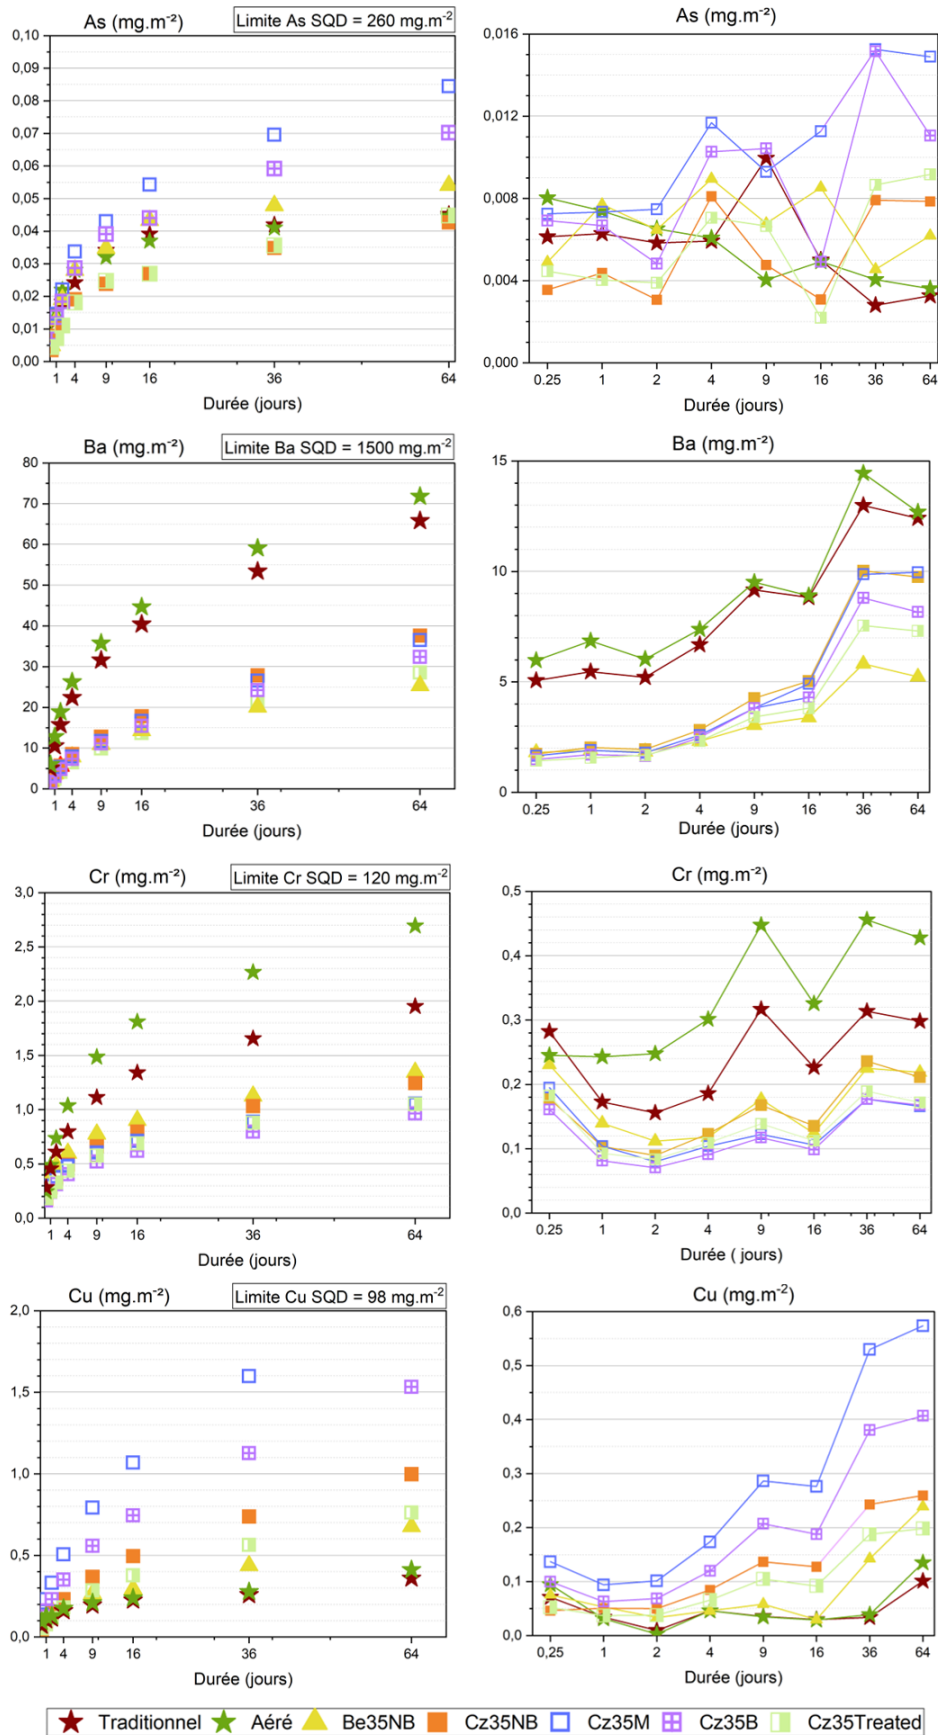 As (mg.m⁻²)
Limite As SQD = 260 mg.m⁻²
0,10
0,09
0,08
0,07
0,06
0,05
0,04
0,03
0,02
0,01
0,00
1 4 9 16 36 64
Durée (jours)
As (mg.m⁻²)
0,016
0,012
0,008
0,004
0,000
0.25 1 2 4 9 16 36 64
Durée (jours)
Ba (mg.m⁻²)
Limite Ba SQD = 1500 mg.m⁻²
80
70
60
50
40
30
20
10
0
1 4 9 16 36 64
Durée (jours)
Ba (mg.m⁻²)
15
10
5
0
0.25 1 2 4 9 16 36 64
Durée (jours)
Cr (mg.m⁻²)
Limite Cr SQD = 120 mg.m⁻²
3,0
2,5
2,0
1,5
1,0
0,5
0,0
1 4 9 16 36 64
Durée (jours)
Cr (mg.m⁻²)
0,5
0,4
0,3
0,2
0,1
0,0
0.25 1 2 4 9 16 36 64
Durée ( jours)
Cu (mg.m⁻²)
Limite Cu SQD = 98 mg.m⁻²
2,0
1,5
1,0
0,5
0,0
1 4 9 16 36 64
Durée (jours)
Cu (mg.m⁻²)
0,6
0,5
0,4
0,3
0,2
0,1
0,0
0,25 1 2 4 9 16 36 64
Durée (jours)
Traditionnel Aéré Be35NB Cz35NB Cz35M Cz35B Cz35Treated